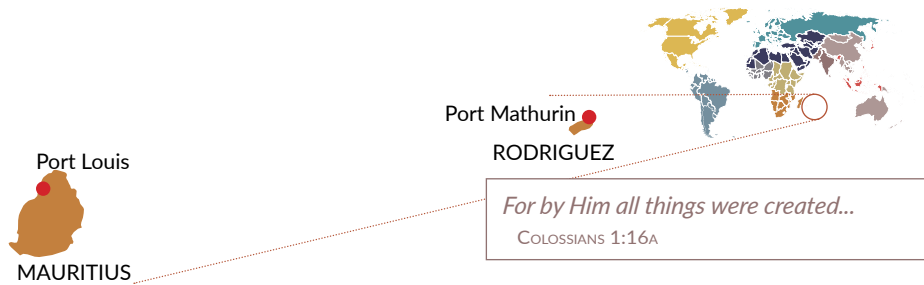 Port Mathurin
RODRIGUEZ
Port Louis
MAURITIUS
For by Him all things were created...
Colossians 1:16a